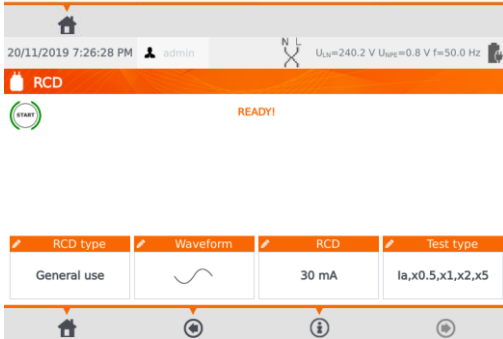 N L
20/11/2019 7:26:28 PM admin ULN=240.2 V UNPE=0.8 V f=50.0 Hz
RCD
START READY!
RCD type Waveform RCD Test type
General use 30 mA Ia,x0.5,x1,x2,x5